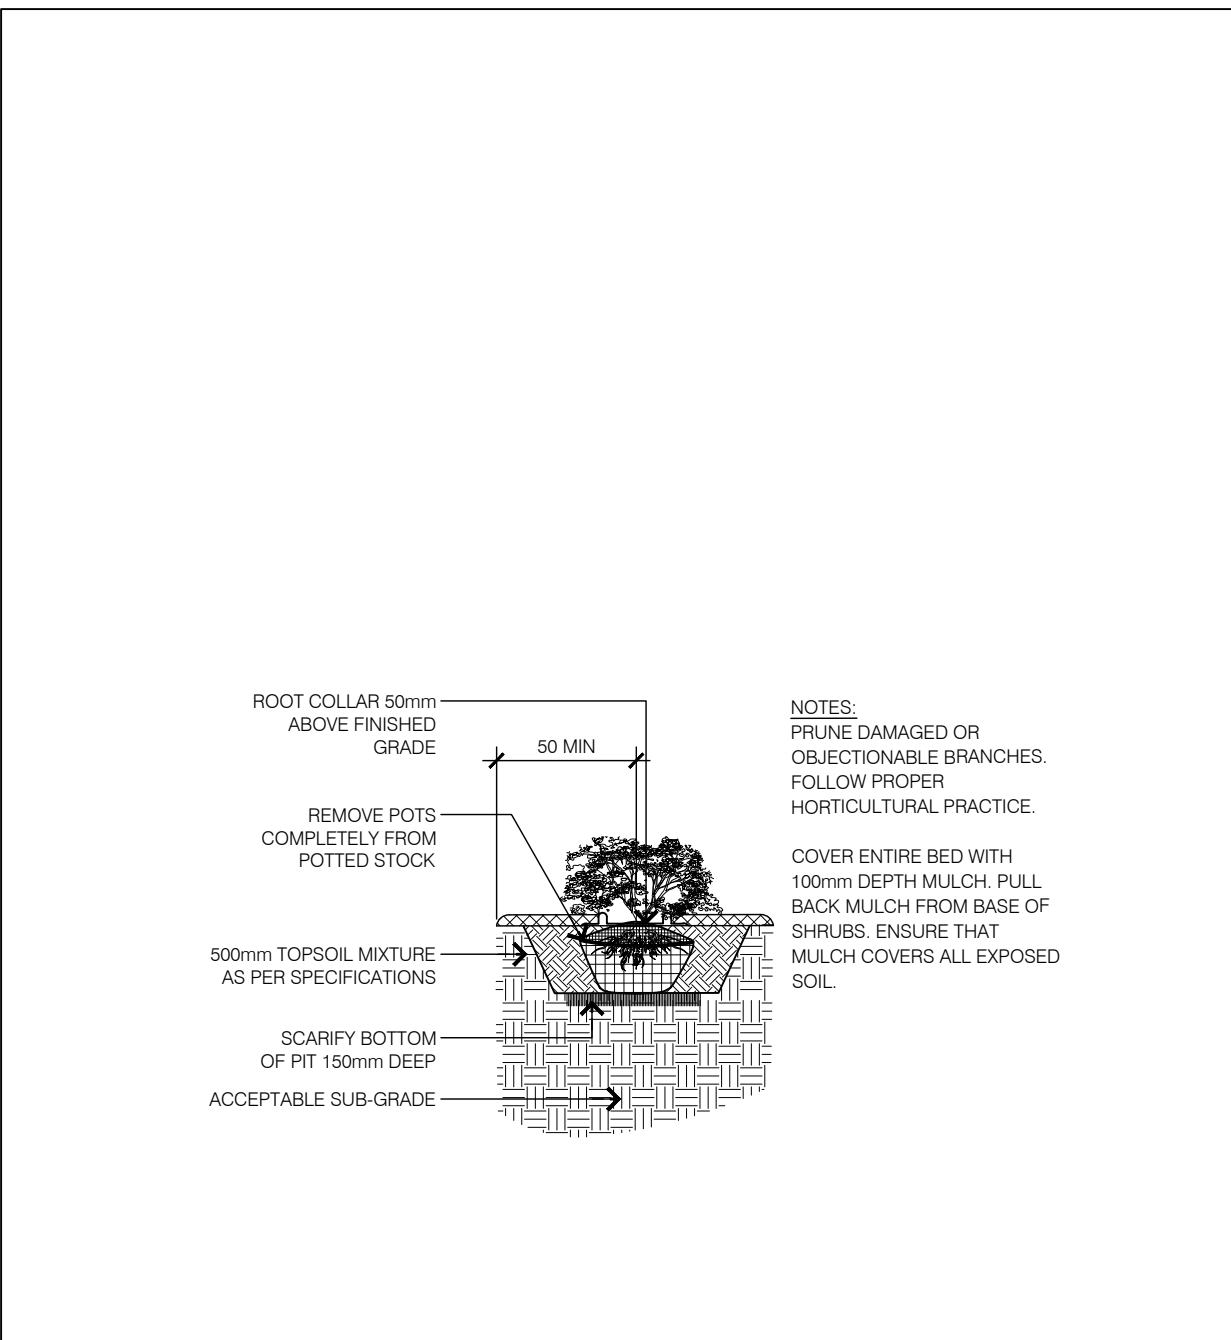 ROOT COLLAR 50mm
ABOVE FINISHED
GRADE
50 MIN
REMOVE POTS
COMPLETELY FROM
POTTED STOCK
500mm TOPSOIL MIXTURE
AS PER SPECIFICATIONS
SCARIFY BOTTOM
OF PIT 150mm DEEP
ACCEPTABLE SUB-GRADE
NOTES:
PRUNE DAMAGED OR
OBJECTIONABLE BRANCHES.
FOLLOW PROPER
HORTICULTURAL PRACTICE.
COVER ENTIRE BED WITH
100mm DEPTH MULCH. PULL
BACK MULCH FROM BASE OF
SHRUBS. ENSURE THAT
MULCH COVERS ALL EXPOSED
SOIL.